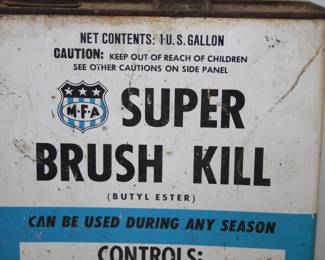 NET CONTENTS: 1 U.S. GALLON
CAUTION: KEEP OUT OF REACH OF CHILDREN
SEE OTHER CAUTIONS ON SIDE PANEL
M-F-A ®
SUPER
BRUSH KILL
(BUTYL ESTER)
CAN BE USED DURING ANY SEASON
CONTROLS: